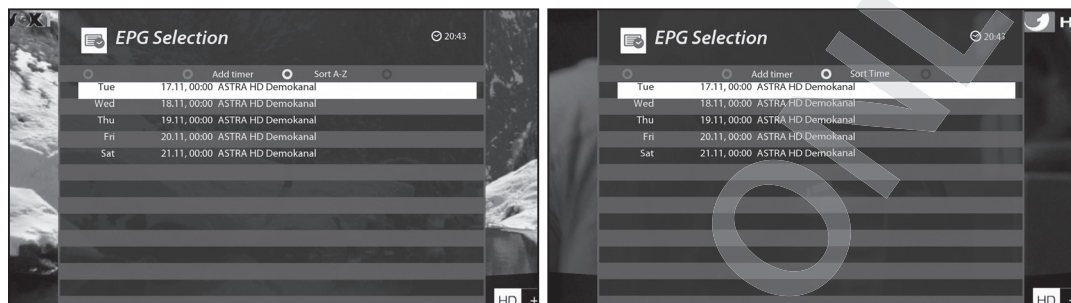 EPG Selection 20:43
Add timer Sort A-Z
Tue 17.11, 00:00 ASTRA HD Demokanal
Wed 18.11, 00:00 ASTRA HD Demokanal
Thu 19.11, 00:00 ASTRA HD Demokanal
Fri 20.11, 00:00 ASTRA HD Demokanal
Sat 21.11, 00:00 ASTRA HD Demokanal
HD +
H
EPG Selection 20:43
Add timer Sort Time
Tue 17.11, 00:00 ASTRA HD Demokanal
Wed 18.11, 00:00 ASTRA HD Demokanal
Thu 19.11, 00:00 ASTRA HD Demokanal
Fri 20.11, 00:00 ASTRA HD Demokanal
Sat 21.11, 00:00 ASTRA HD Demokanal
HD
ONL